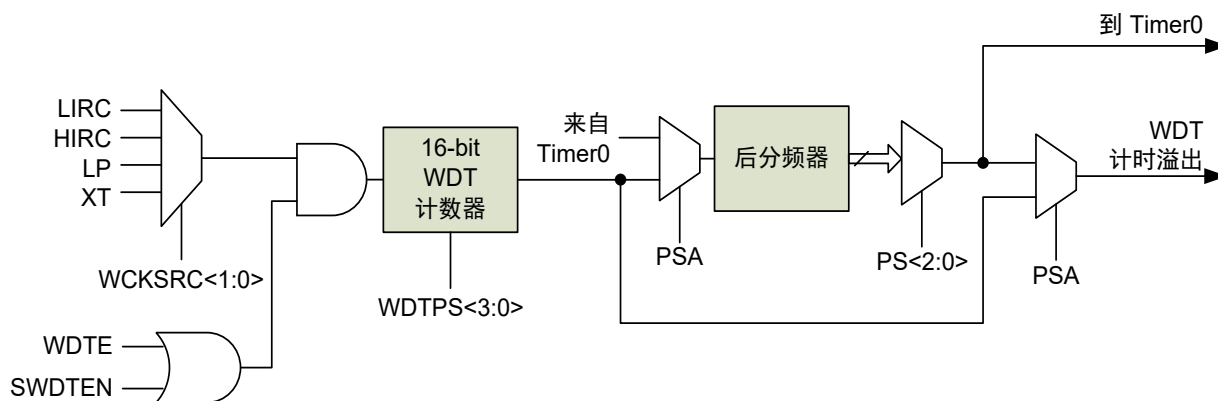 到 Timer0
LIRC
HIRC
LP
XT
WCKSRC<1:0>
WDTE
SWDTEN
16-bit
WDT
计数器
WDTPS<3:0>
来自
Timer0
PSA
后分频器
PS<2:0>
WDT
计时溢出
PSA